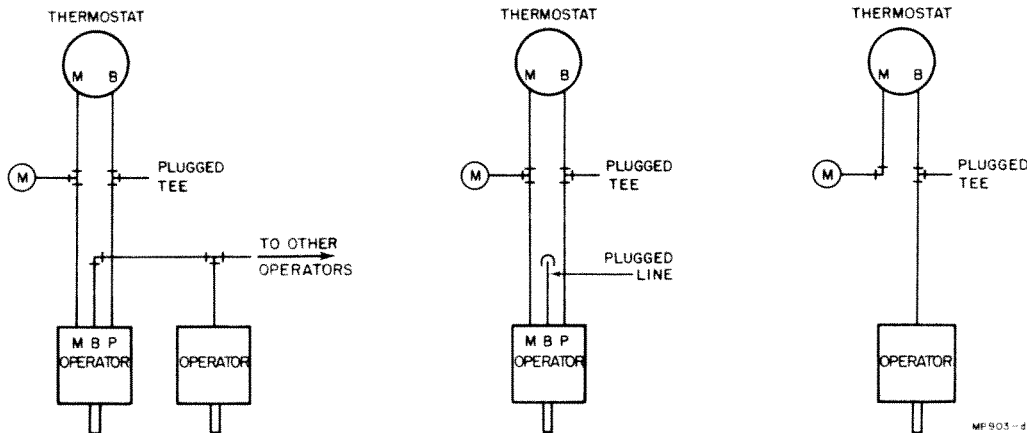 THERMOSTAT
M B
M
PLUGGED
TEE
TO OTHER
OPERATORS
M B P
OPERATOR
OPERATOR
THERMOSTAT
M B
M
PLUGGED
TEE
PLUGGED
LINE
M B P
OPERATOR
THERMOSTAT
M B
M
PLUGGED
TEE
OPERATOR
MP903-d